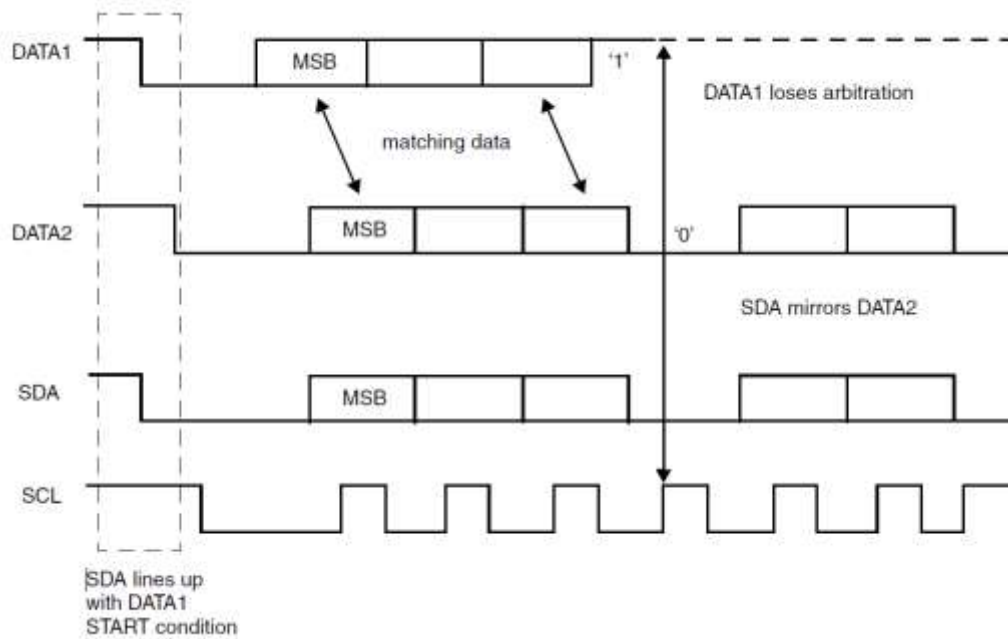 DATA1
MSB
‘1’
DATA1 loses arbitration
matching data
DATA2
MSB
‘0’
SDA mirrors DATA2
SDA
MSB
SCL
SDA lines up
with DATA1
START condition